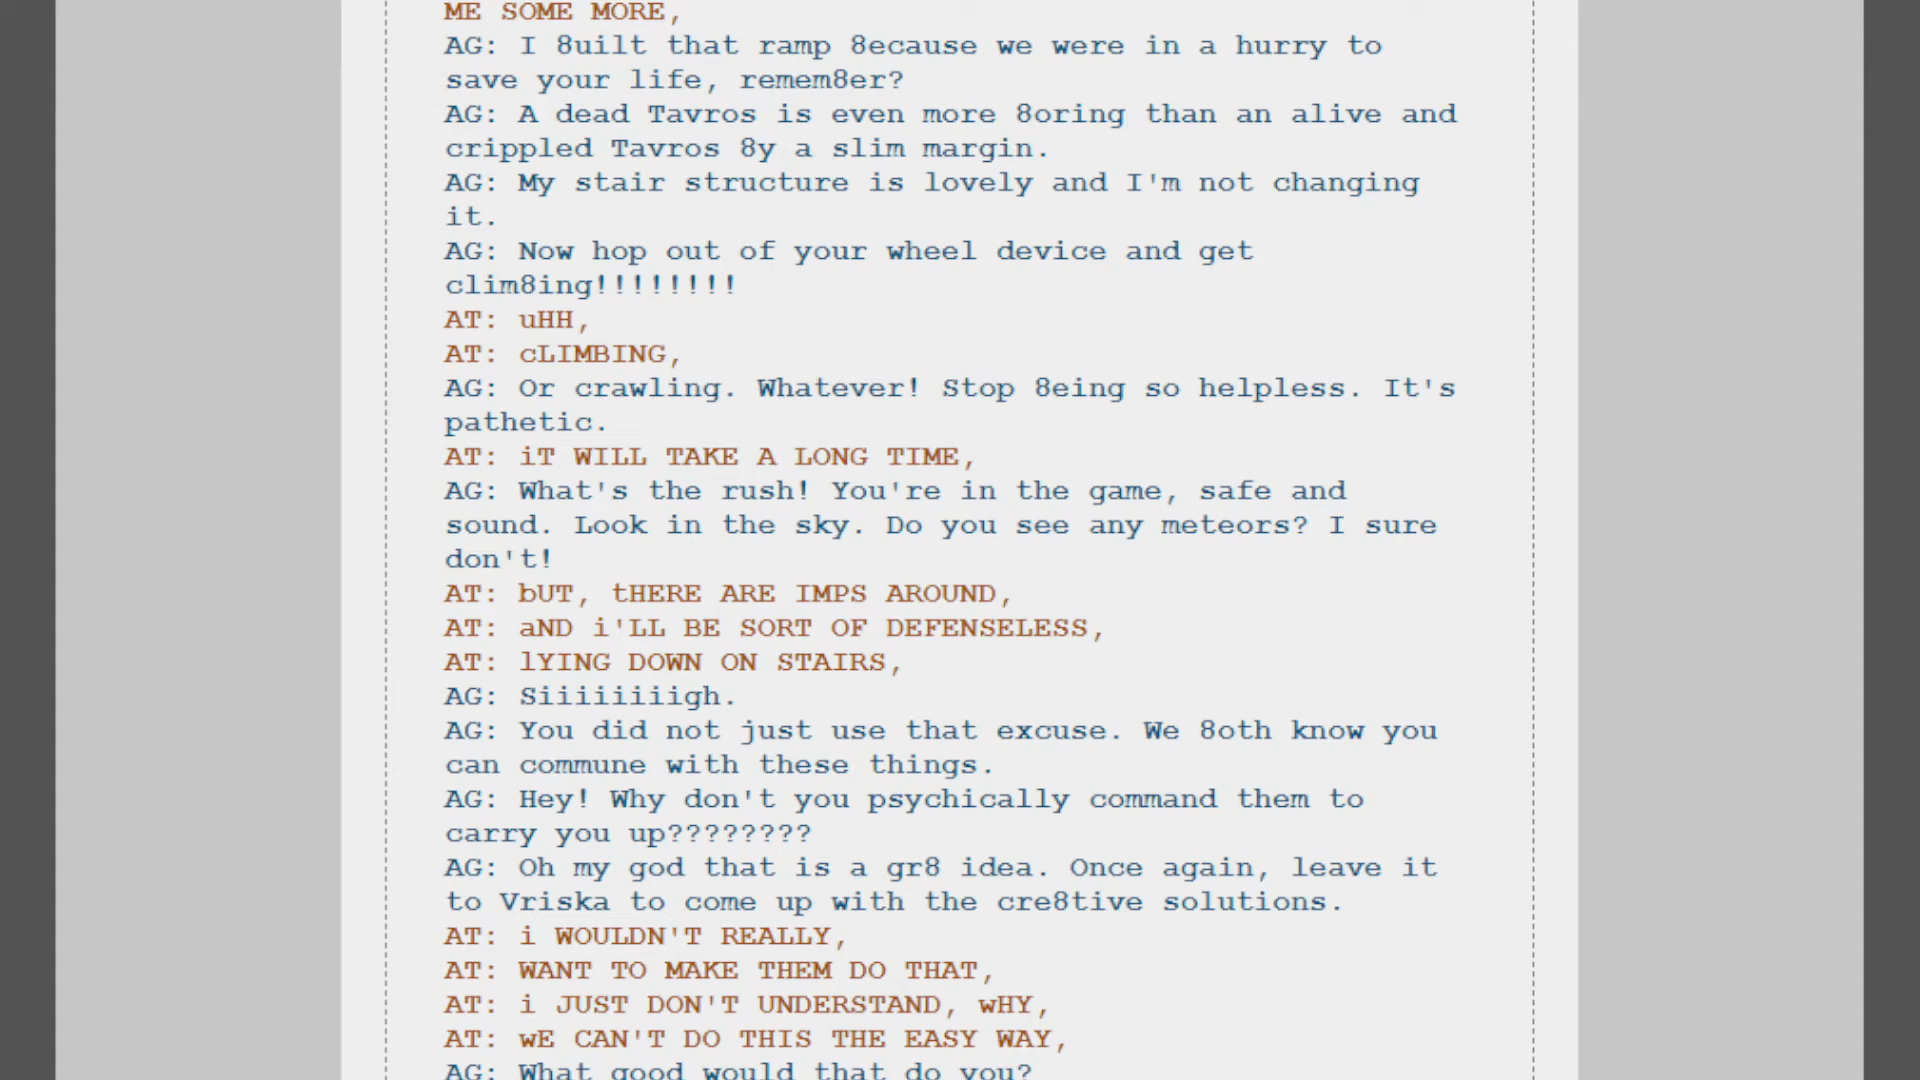 ME SOME MORE,
AG: I 8uilt that ramp 8ecause we were in a hurry to
save your life, remem8er?
AG: A dead Tavros is even more 8oring than an alive and
crippled Tavros 8y a slim margin.
AG: My stair structure is lovely and I'm not changing
it.
AG: Now hop out of your wheel device and get
clim8ing!!!!!!!!
AT: uHH,
AT: cLIMBING,
AG: Or crawling. Whatever! Stop 8eing so helpless. It's
pathetic.
AT: iT WILL TAKE A LONG TIME,
AG: What's the rush! You're in the game, safe and
sound. Look in the sky. Do you see any meteors? I sure
don't!
AT: bUT, tHERE ARE IMPS AROUND,
AT: aND i'LL BE SORT OF DEFENSELESS,
AT: lYING DOWN ON STAIRS,
AG: Siiiiiiiigh.
AG: You did not just use that excuse. We 8oth know you
can commune with these things.
AG: Hey! Why don't you psychically command them to
carry you up????????
AG: Oh my god that is a gr8 idea. Once again, leave it
to Vriska to come up with the cre8tive solutions.
AT: i WOULDN'T REALLY,
AT: WANT TO MAKE THEM DO THAT,
AT: i JUST DON'T UNDERSTAND, wHY,
AT: wE CAN'T DO THIS THE EASY WAY,
AG: What good would that do you?